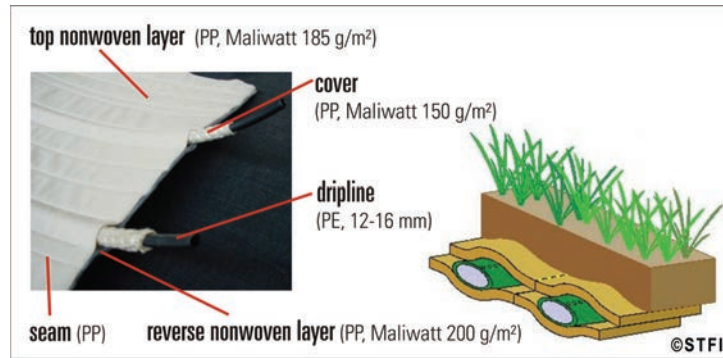 top nonwoven layer (PP, Maliwatt 185 g/m²)
cover
(PP, Maliwatt 150 g/m²)
dripline
(PE, 12-16 mm)
seam (PP)
reverse nonwoven layer (PP, Maliwatt 200 g/m²)
©STFI